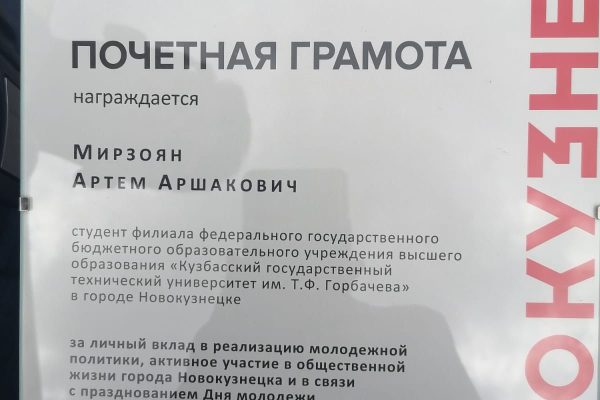 ПОЧЕТНАЯ ГРАМОТА
награждается
МИРЗОЯН
АРТЕМ АРШАКОВИЧ
студент филиала федерального государственного
бюджетного образовательного учреждения высшего
образования «Кузбасский государственный
технический университет им. Т.Ф. Горбачева»
в городе Новокузнецке
за личный вклад в реализацию молодежной
политики, активное участие в общественной
жизни города Новокузнецка и в связи
с празднованием Дня молодежи
ОКУЗНЕ